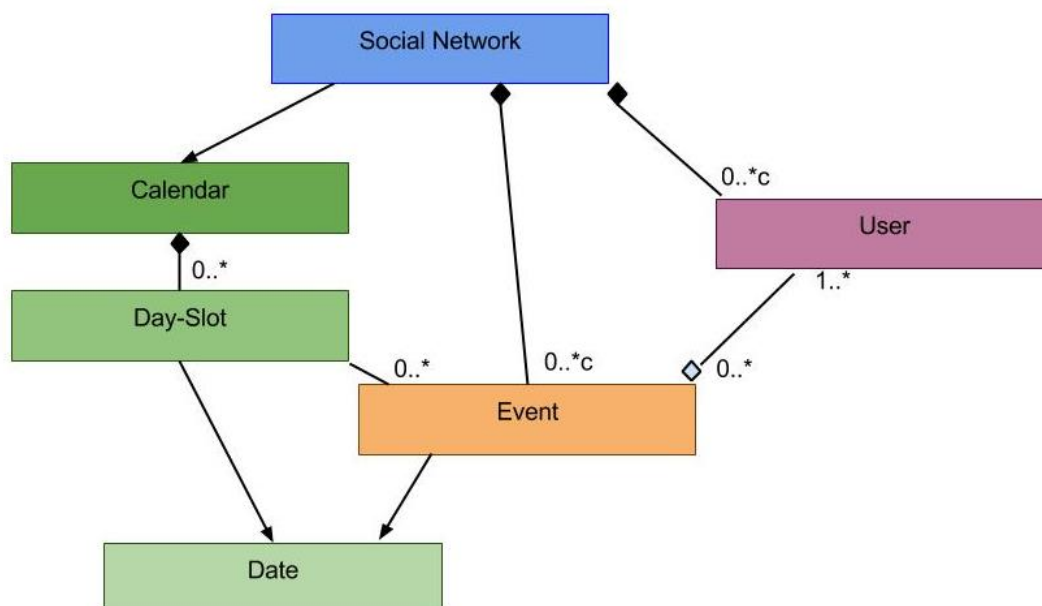 Social Network
Calendar
0..*c
User
0..*
1..*
Day-Slot
0..*
0..*c
0..*
Event
Date